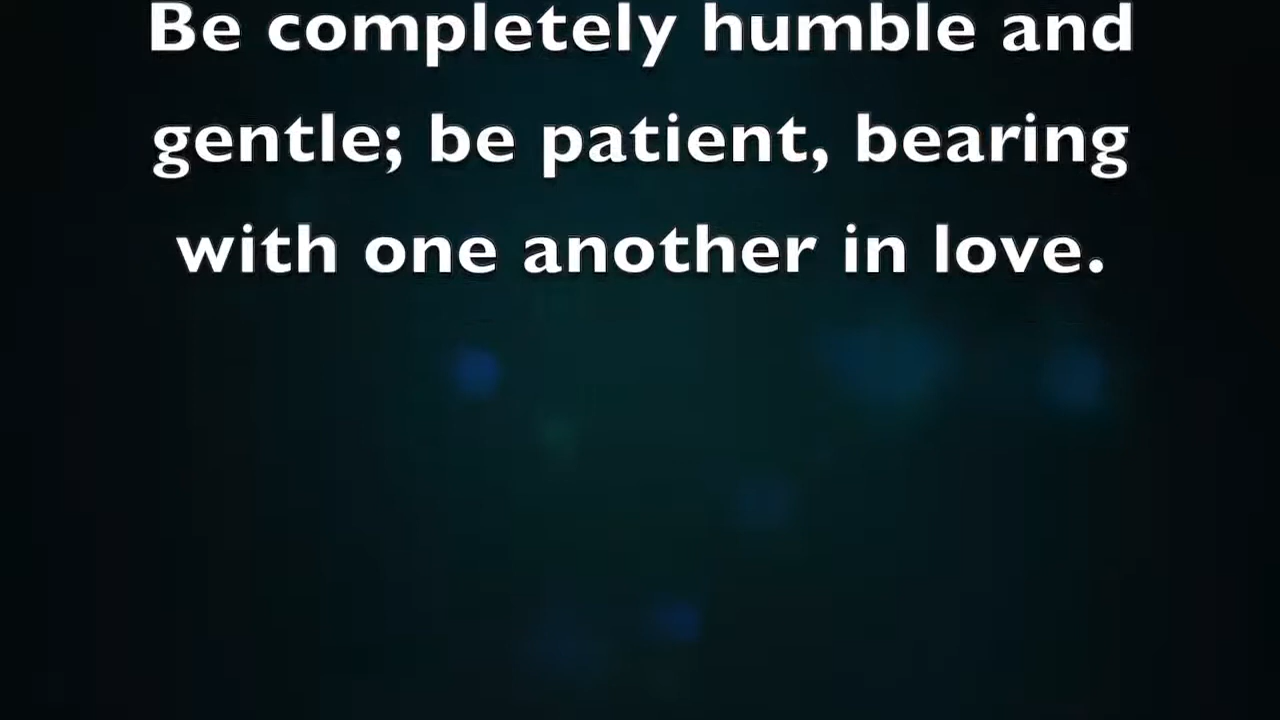 Be completely humble and
gentle; be patient, bearing
with one another in love.